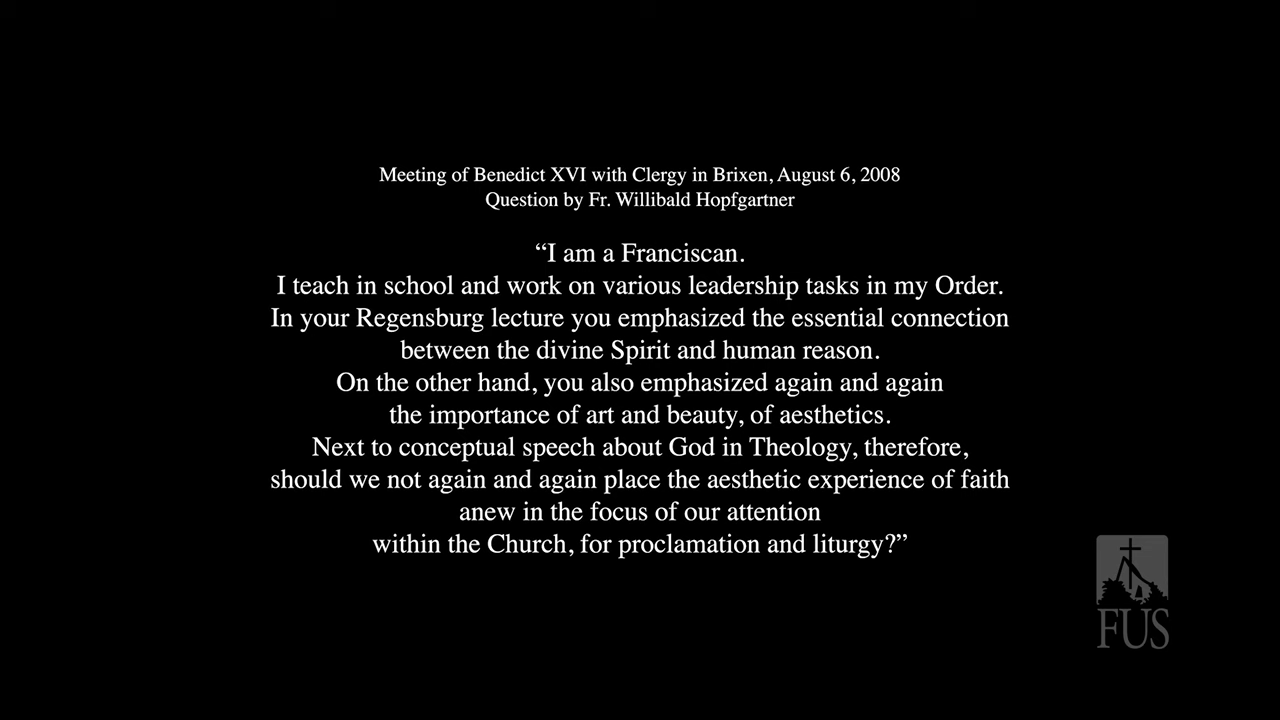 Meeting of Benedict XVI with Clergy in Brixen, August 6, 2008
Question by Fr. Willibald Hopfgartner
“I am a Franciscan.
I teach in school and work on various leadership tasks in my Order.
In your Regensburg lecture you emphasized the essential connection
between the divine Spirit and human reason.
On the other hand, you also emphasized again and again
the importance of art and beauty, of aesthetics.
Next to conceptual speech about God in Theology, therefore,
should we not again and again place the aesthetic experience of faith
anew in the focus of our attention
within the Church, for proclamation and liturgy?”
FUS